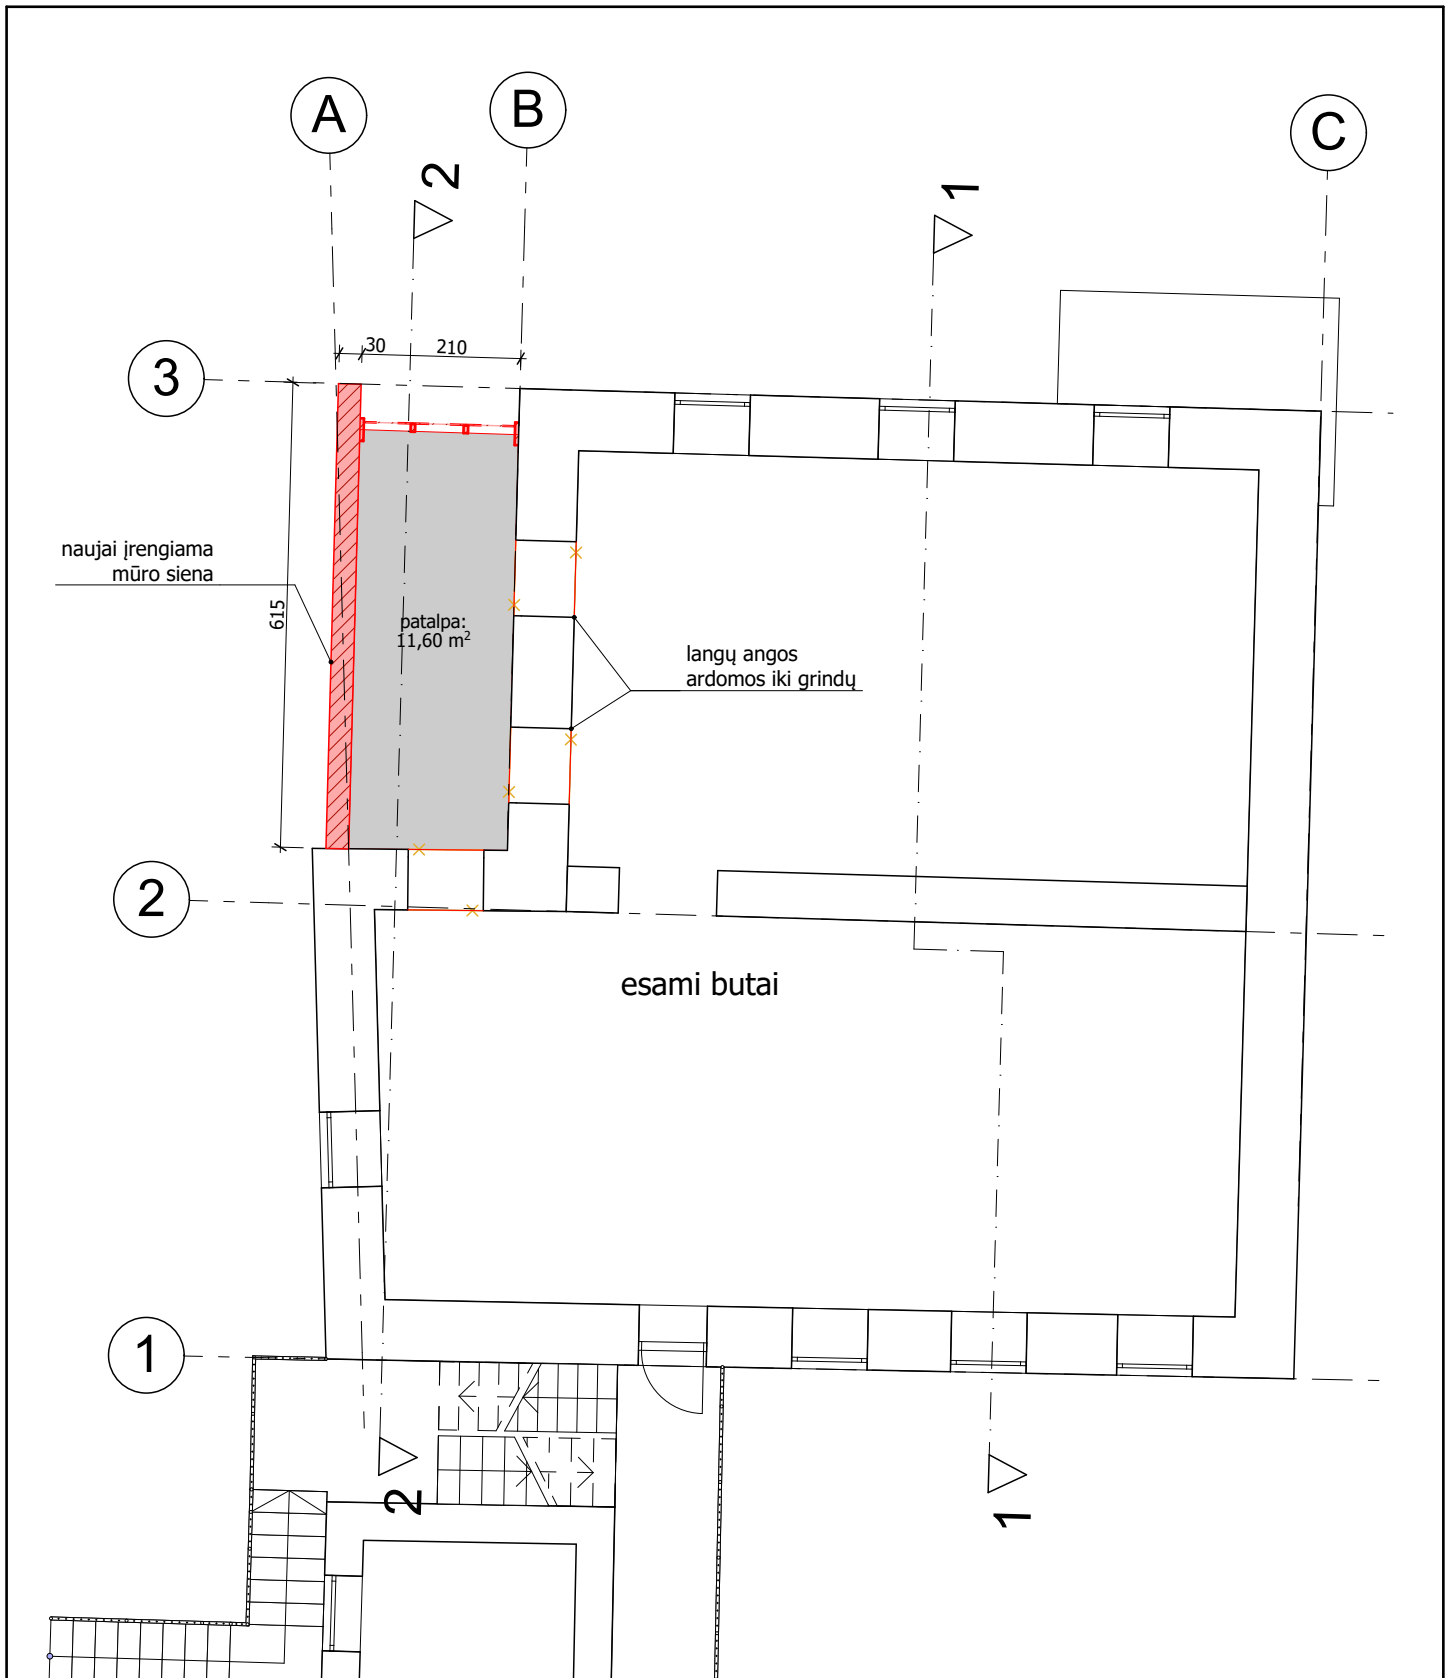 A
B
C
2
1
3
30
210
naujai įrengiama
mūro siena
615
patalpa:
11,60 m²
langų angos
ardomos iki grindų
2
esami butai
1
2
1